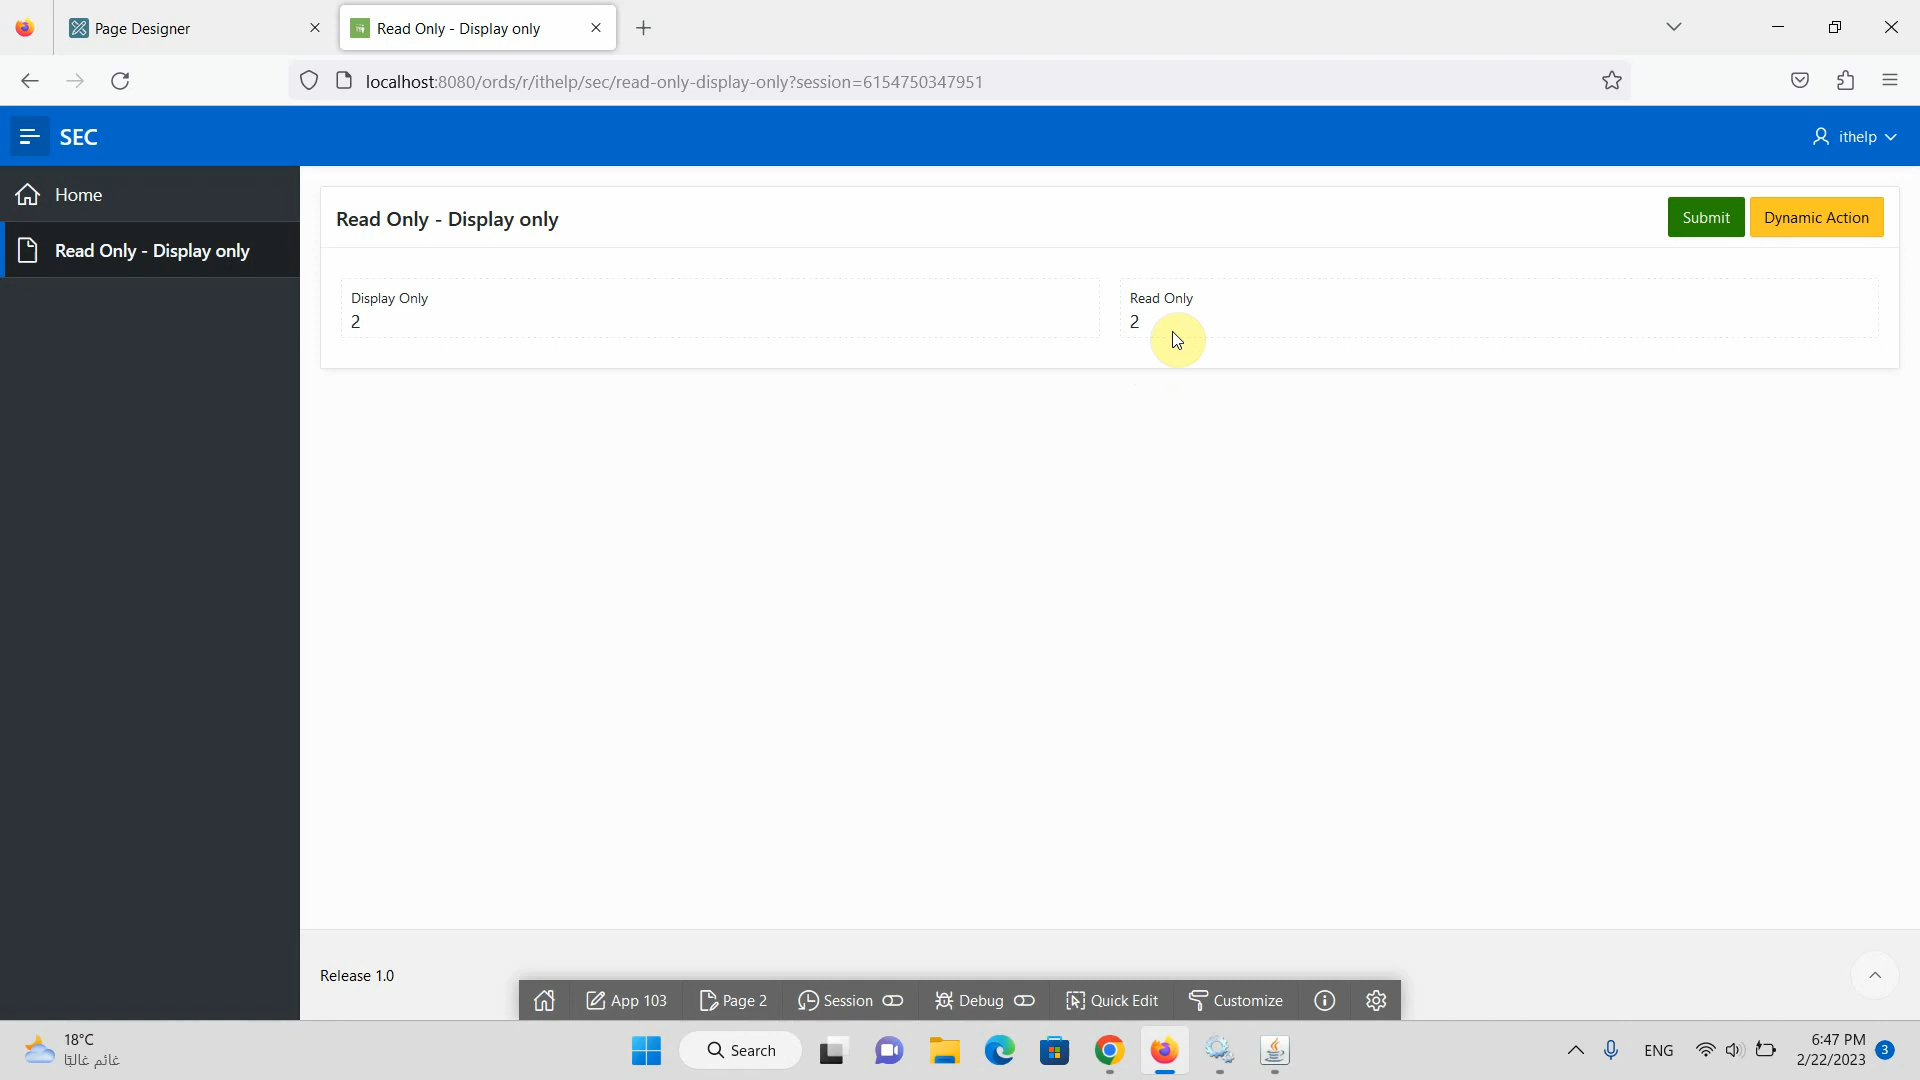 Page Designer
Read Only - Display only
localhost:8080/ords/r/ithelp/sec/read-only-display-only?session=6154750347951
SEC
ithelp
Home
Read Only - Display only
Read Only - Display only
Submit
Dynamic Action
Display Only
2
Read Only
2
Release 1.0
App 103
Page 2
Session
Debug
Quick Edit
Customize
18°C
غائم غالبًا
Search
ENG
6:47 PM
2/22/2023
3